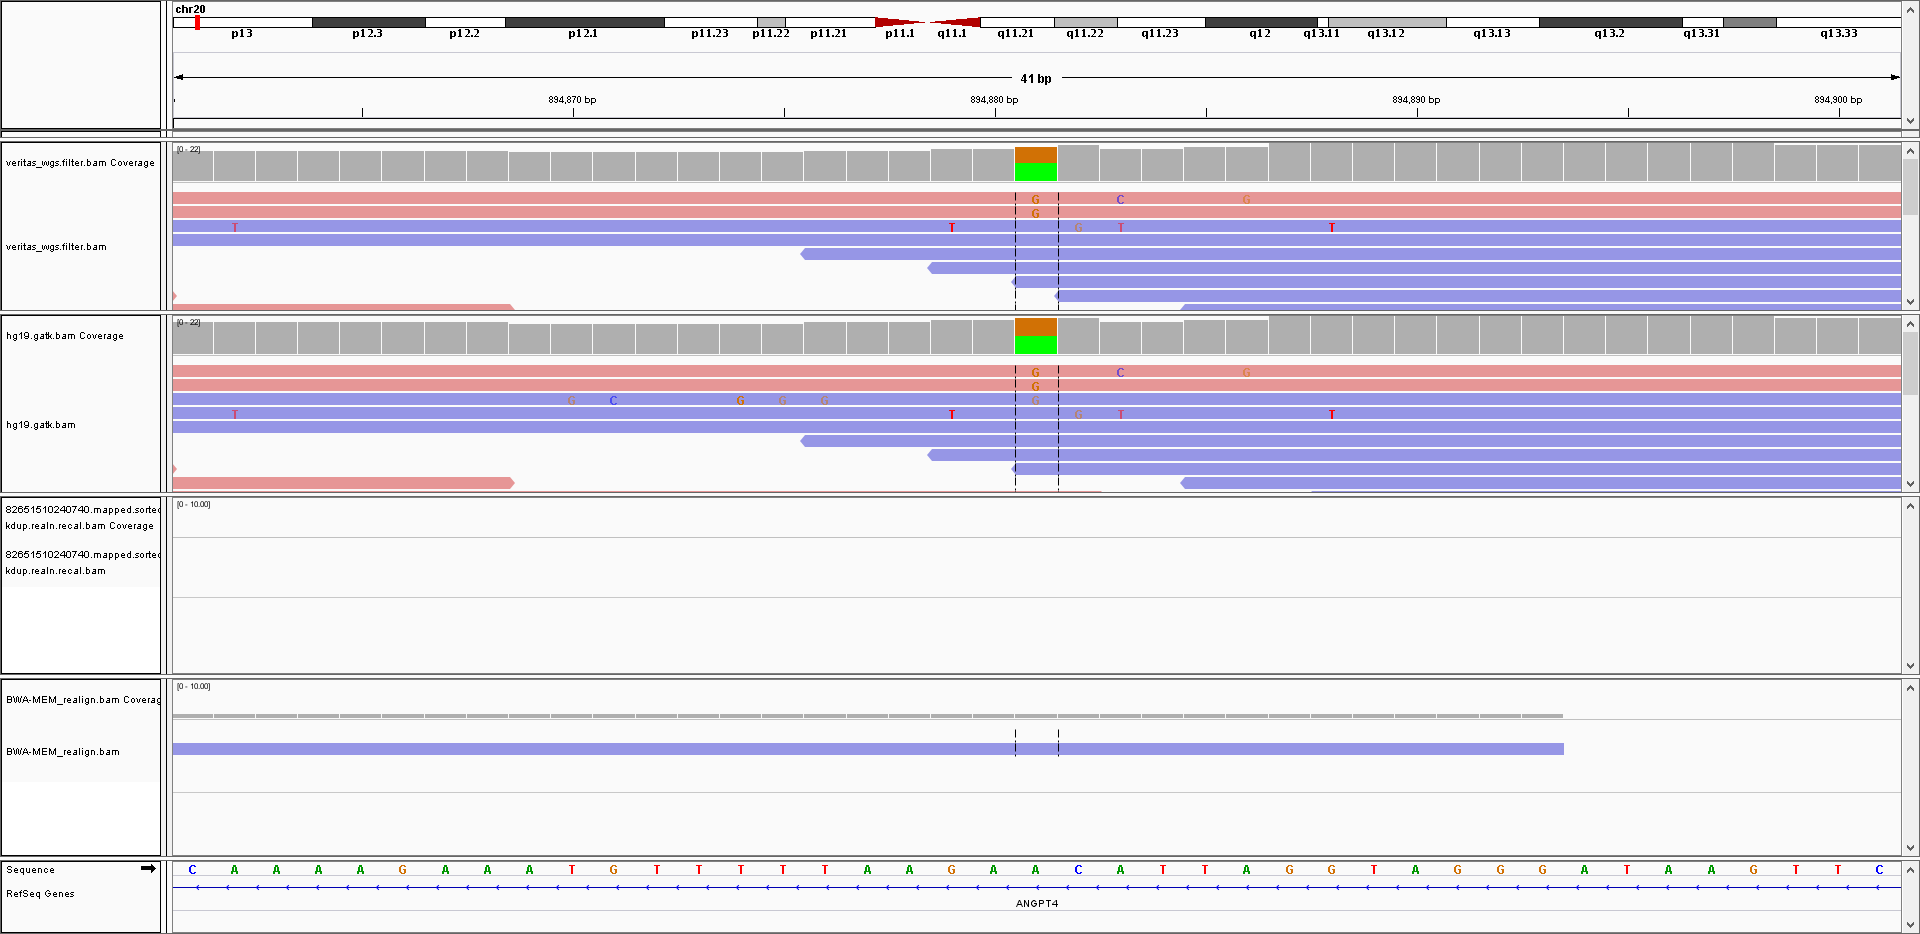 chr20
p13 p12.3 p12.2 p12.1 p11.23 p11.22 p11.21 p11.1 q11.1 q11.21 q11.22 q11.23 q12 q13.11 q13.12 q13.13 q13.2 q13.31 q13.33
41 bp
894,870 bp 894,880 bp 894,890 bp 894,900 bp
[0 - 22]
veritas_wgs.filter.bam Coverage
G C G
G
T T G T T
veritas_wgs.filter.bam
[0 - 22]
hg19.gatk.bam Coverage
G C G
G
G C G G G G
T T G T T
hg19.gatk.bam
[0 - 10.00]
82651510240740.mapped.sorted
kdup.realn.recal.bam Coverage
82651510240740.mapped.sorted
kdup.realn.recal.bam
[0 - 10.00]
BWA-MEM_realign.bam Coverag
BWA-MEM_realign.bam
Sequence C A A A A G A A A T G T T T T T A A G A A C A T T A G G T A G G G A T A A G T T C
RefSeq Genes
ANGPT4